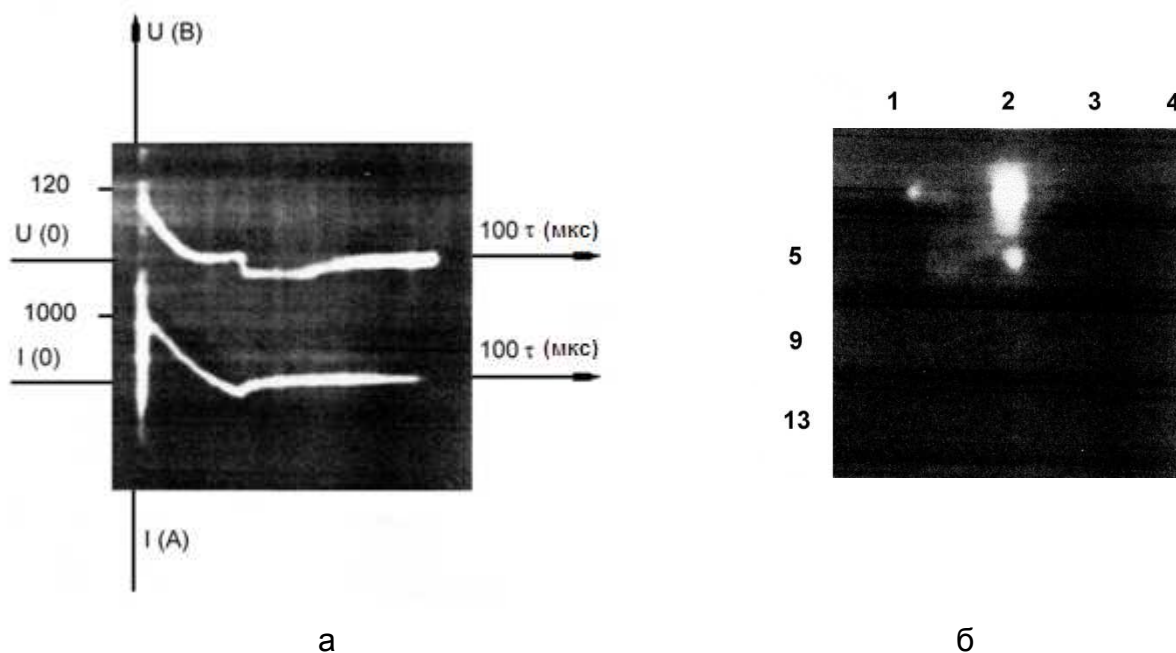 U (В)
120
U (0)
100 τ (мкс)
1000
I (0)
100 τ (мкс)
I (А)
а
1 2 3 4
5
9
13
б